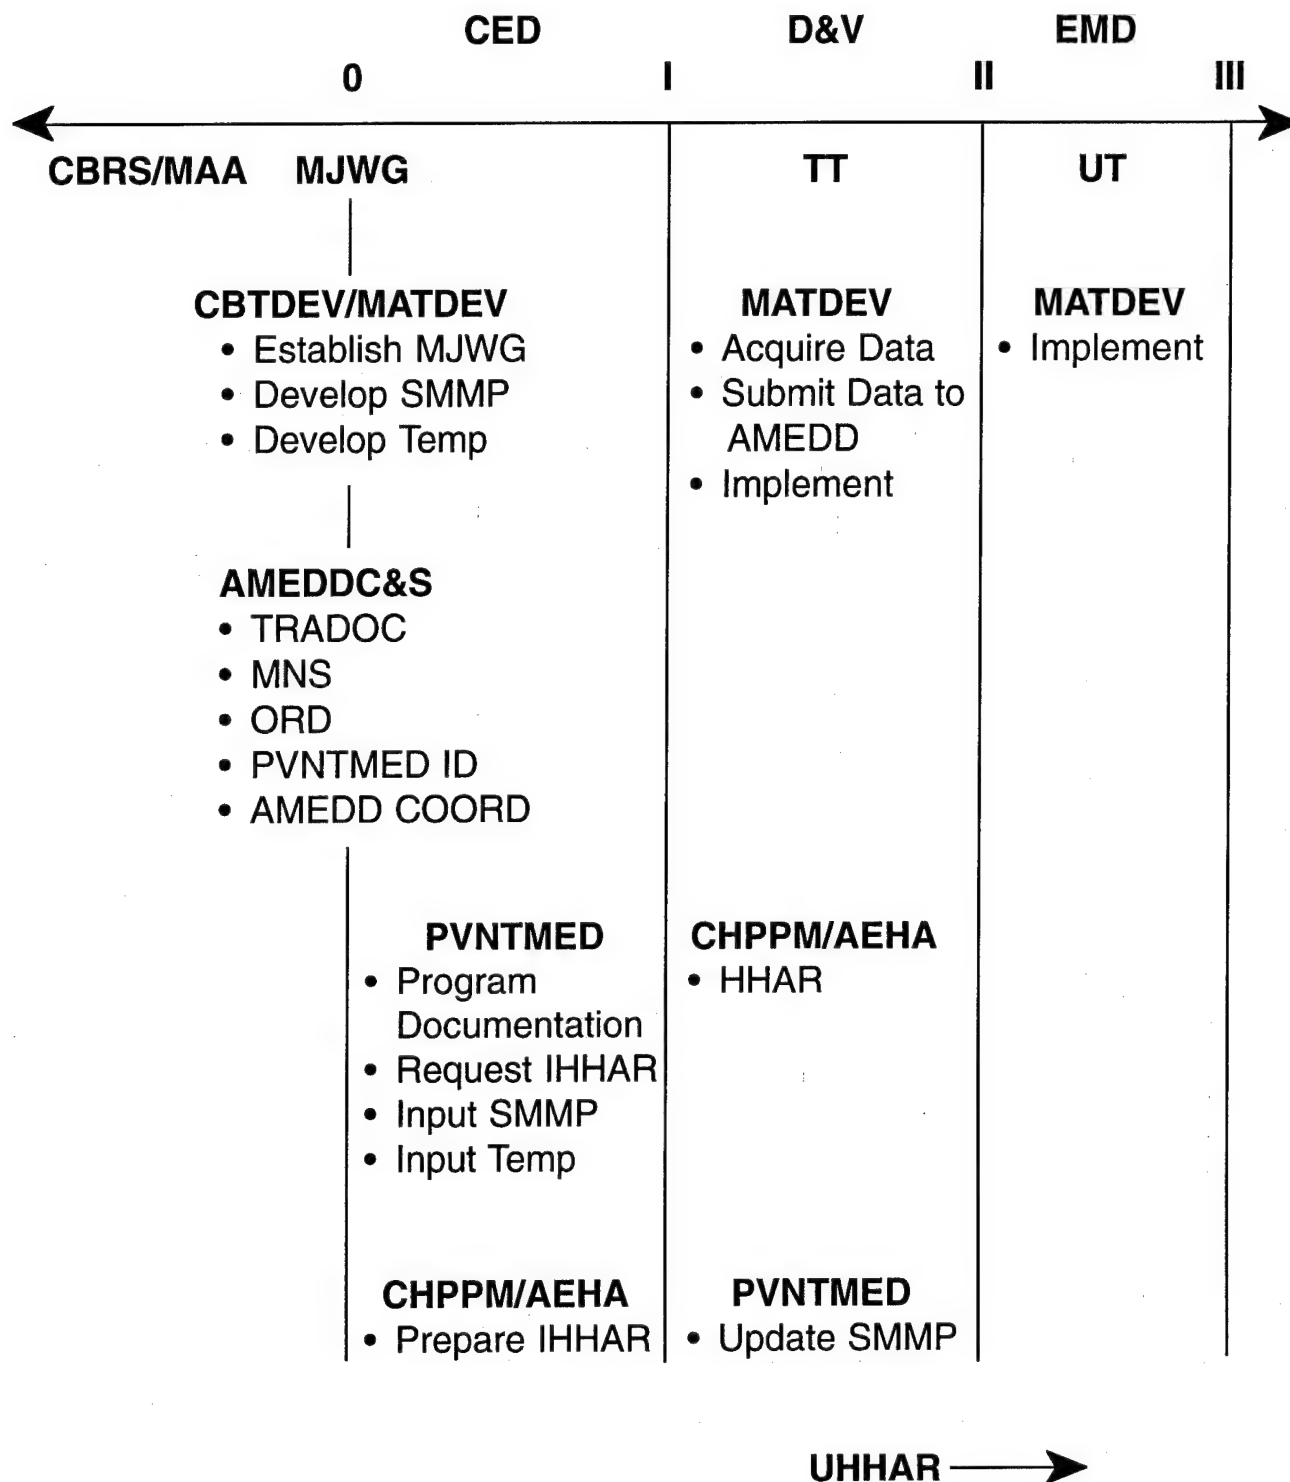 CED D&V EMD
0 I II III
CBRS/MAA MJWG TT UT
CBTDEV/MATDEV
• Establish MJWG
• Develop SMMP
• Develop Temp
MATDEV
• Acquire Data
• Submit Data to
AMEDD
• Implement
MATDEV
• Implement
AMEDDC&S
• TRADOC
• MNS
• ORD
• PVNTMED ID
• AMEDD COORD
PVNTMED
• Program
Documentation
• Request IHHAR
• Input SMMP
• Input Temp
CHPPM/AEHA
• HHAR
CHPPM/AEHA
• Prepare IHHAR
PVNTMED
• Update SMMP
UHHAR